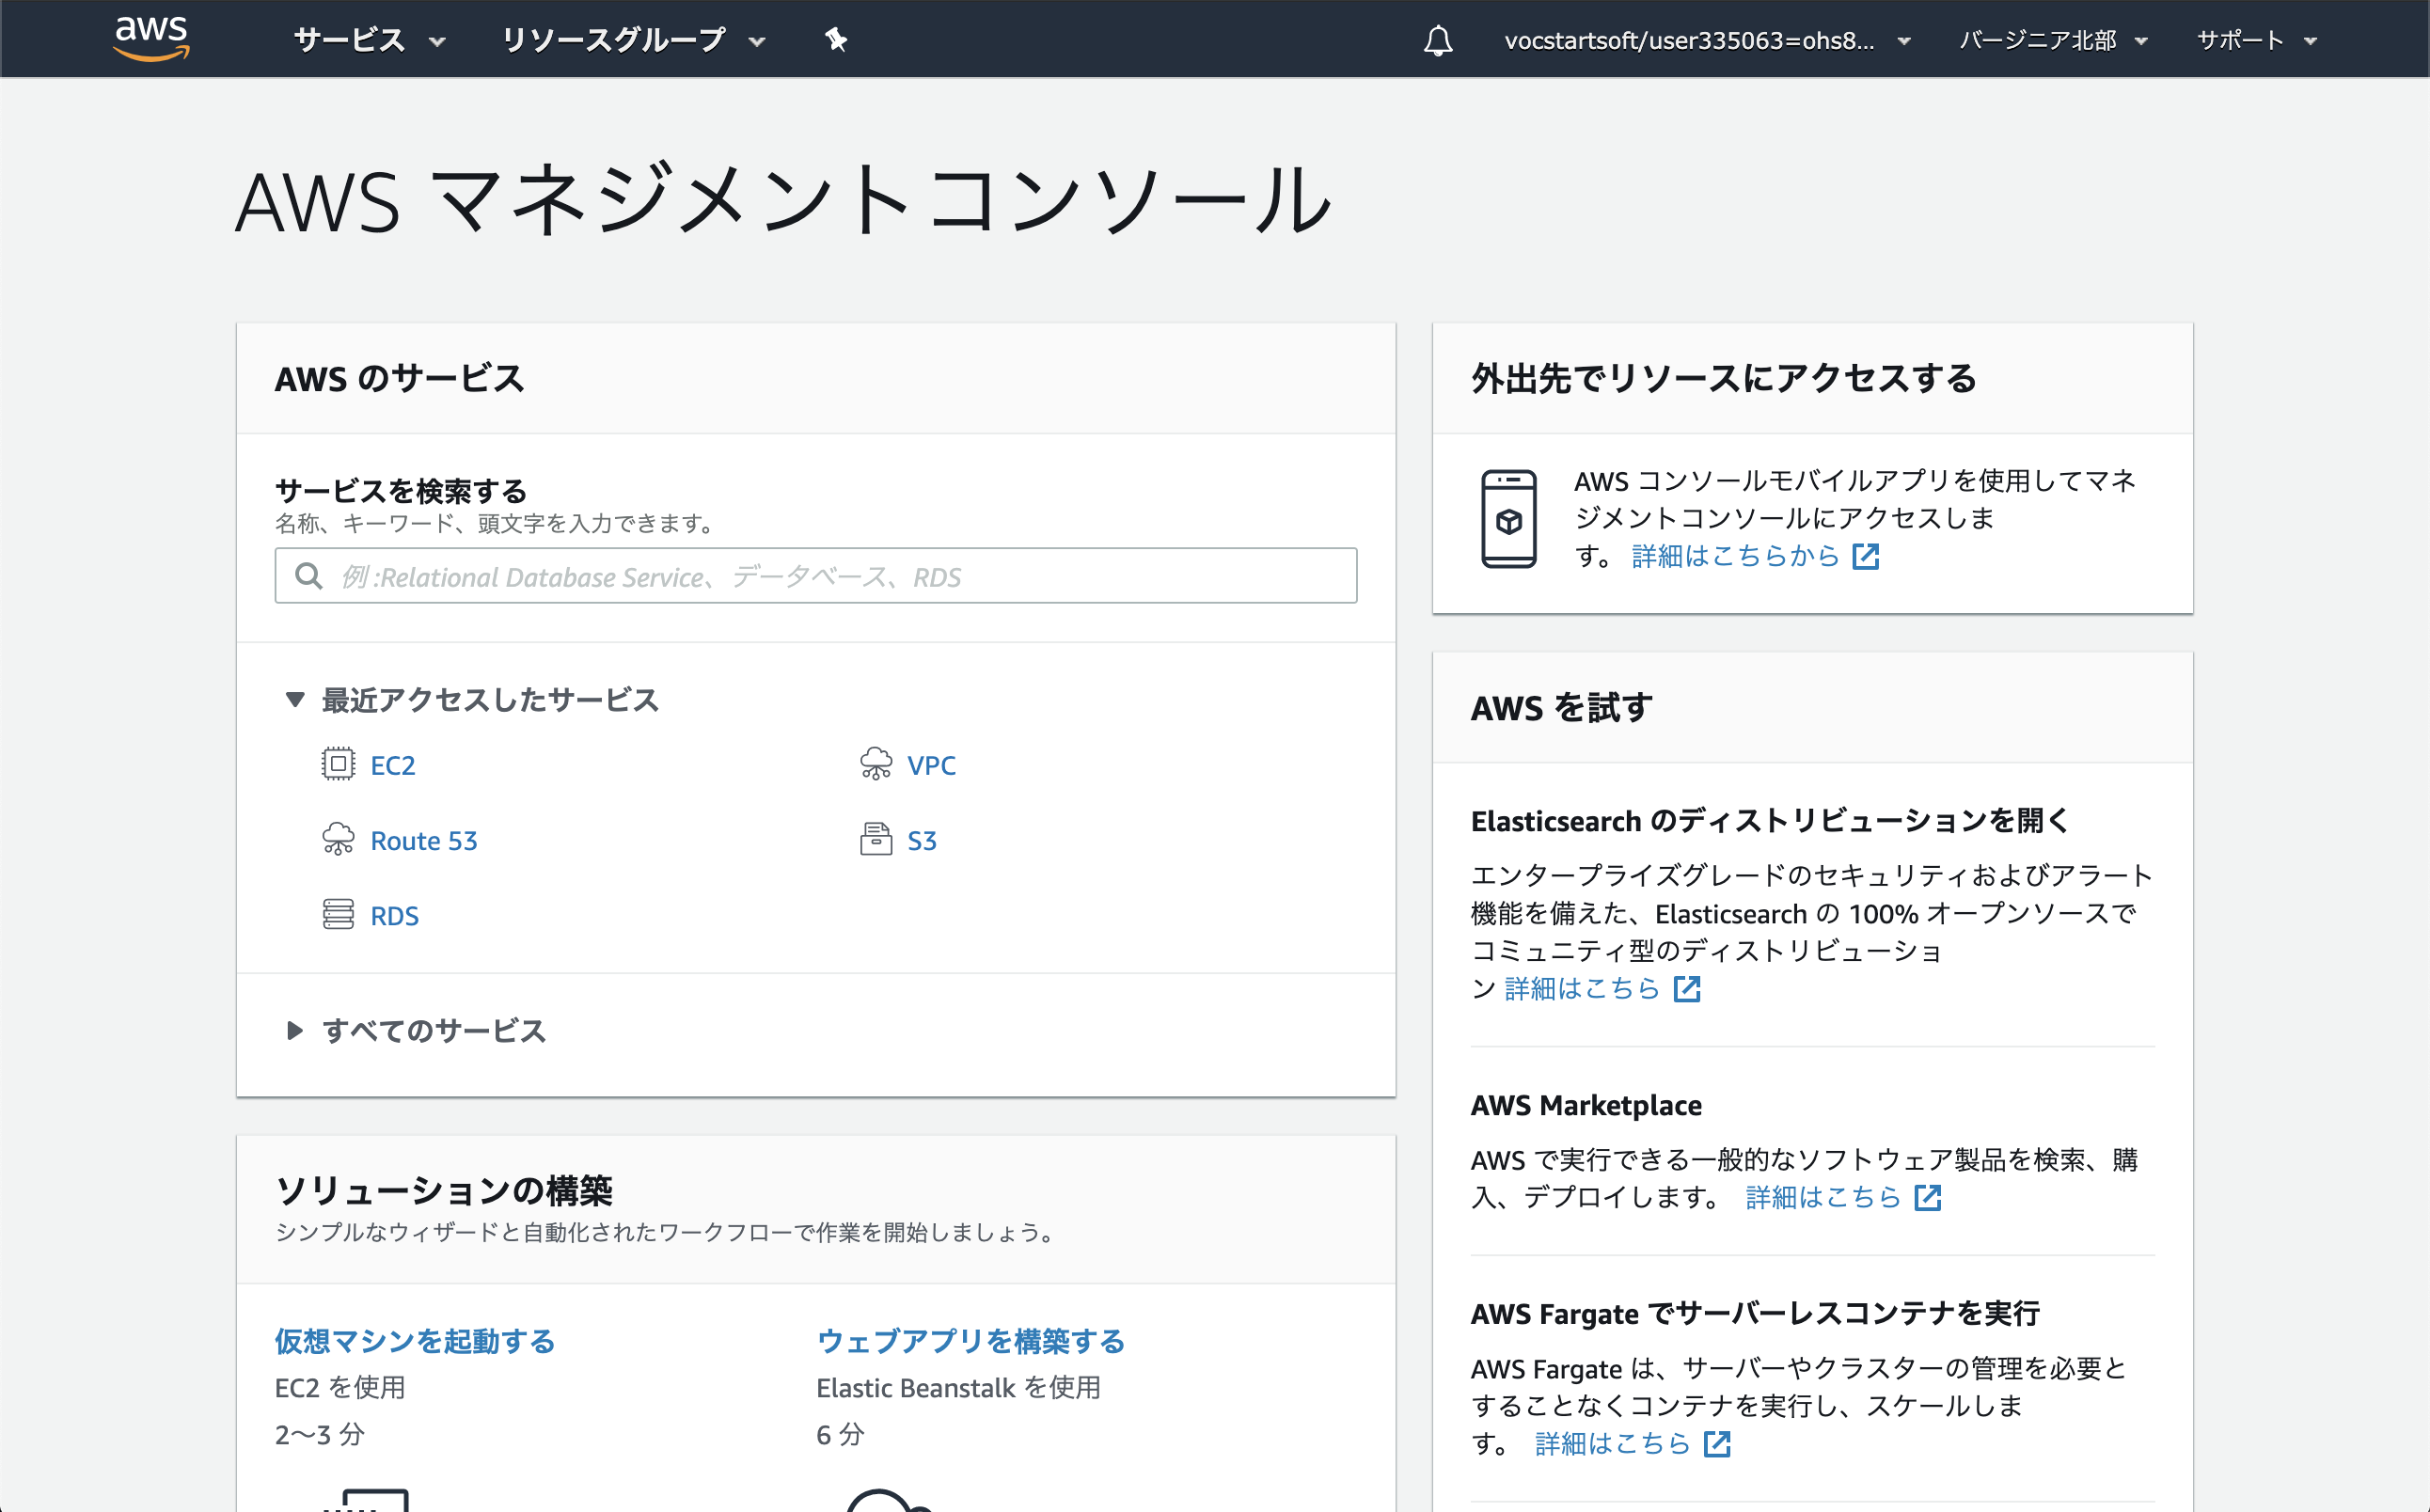 aws
サービス
リソースグループ
vocstartsoft/user335063=ohs8...
バージニア北部
サポート
AWS マネジメントコンソール
AWS のサービス
サービスを検索する
名称、キーワード、頭文字を入力できます。
例 :Relational Database Service、 データベース、 RDS
最近アクセスしたサービス
EC2
VPC
Route 53
S3
RDS
すべてのサービス
ソリューションの構築
シンプルなウィザードと自動化されたワークフローで作業を開始しましょう。
仮想マシンを起動する
EC2 を使用
2～3 分
ウェブアプリを構築する
Elastic Beanstalk を使用
6 分
外出先でリソースにアクセスする
AWS コンソールモバイルアプリを使用してマネ
ジメントコンソールにアクセスしま
す。 詳細はこちらから
AWS を試す
Elasticsearch のディストリビューションを開く
エンタープライズグレードのセキュリティおよびアラート
機能を備えた、Elasticsearch の 100% オープンソースで
コミュニティ型のディストリビューショ
ン 詳細はこちら
AWS Marketplace
AWS で実行できる一般的なソフトウェア製品を検索、購
入、デプロイします。 詳細はこちら
AWS Fargate でサーバーレスコンテナを実行
AWS Fargate は、サーバーやクラスターの管理を必要と
することなくコンテナを実行し、スケールしま
す。 詳細はこちら